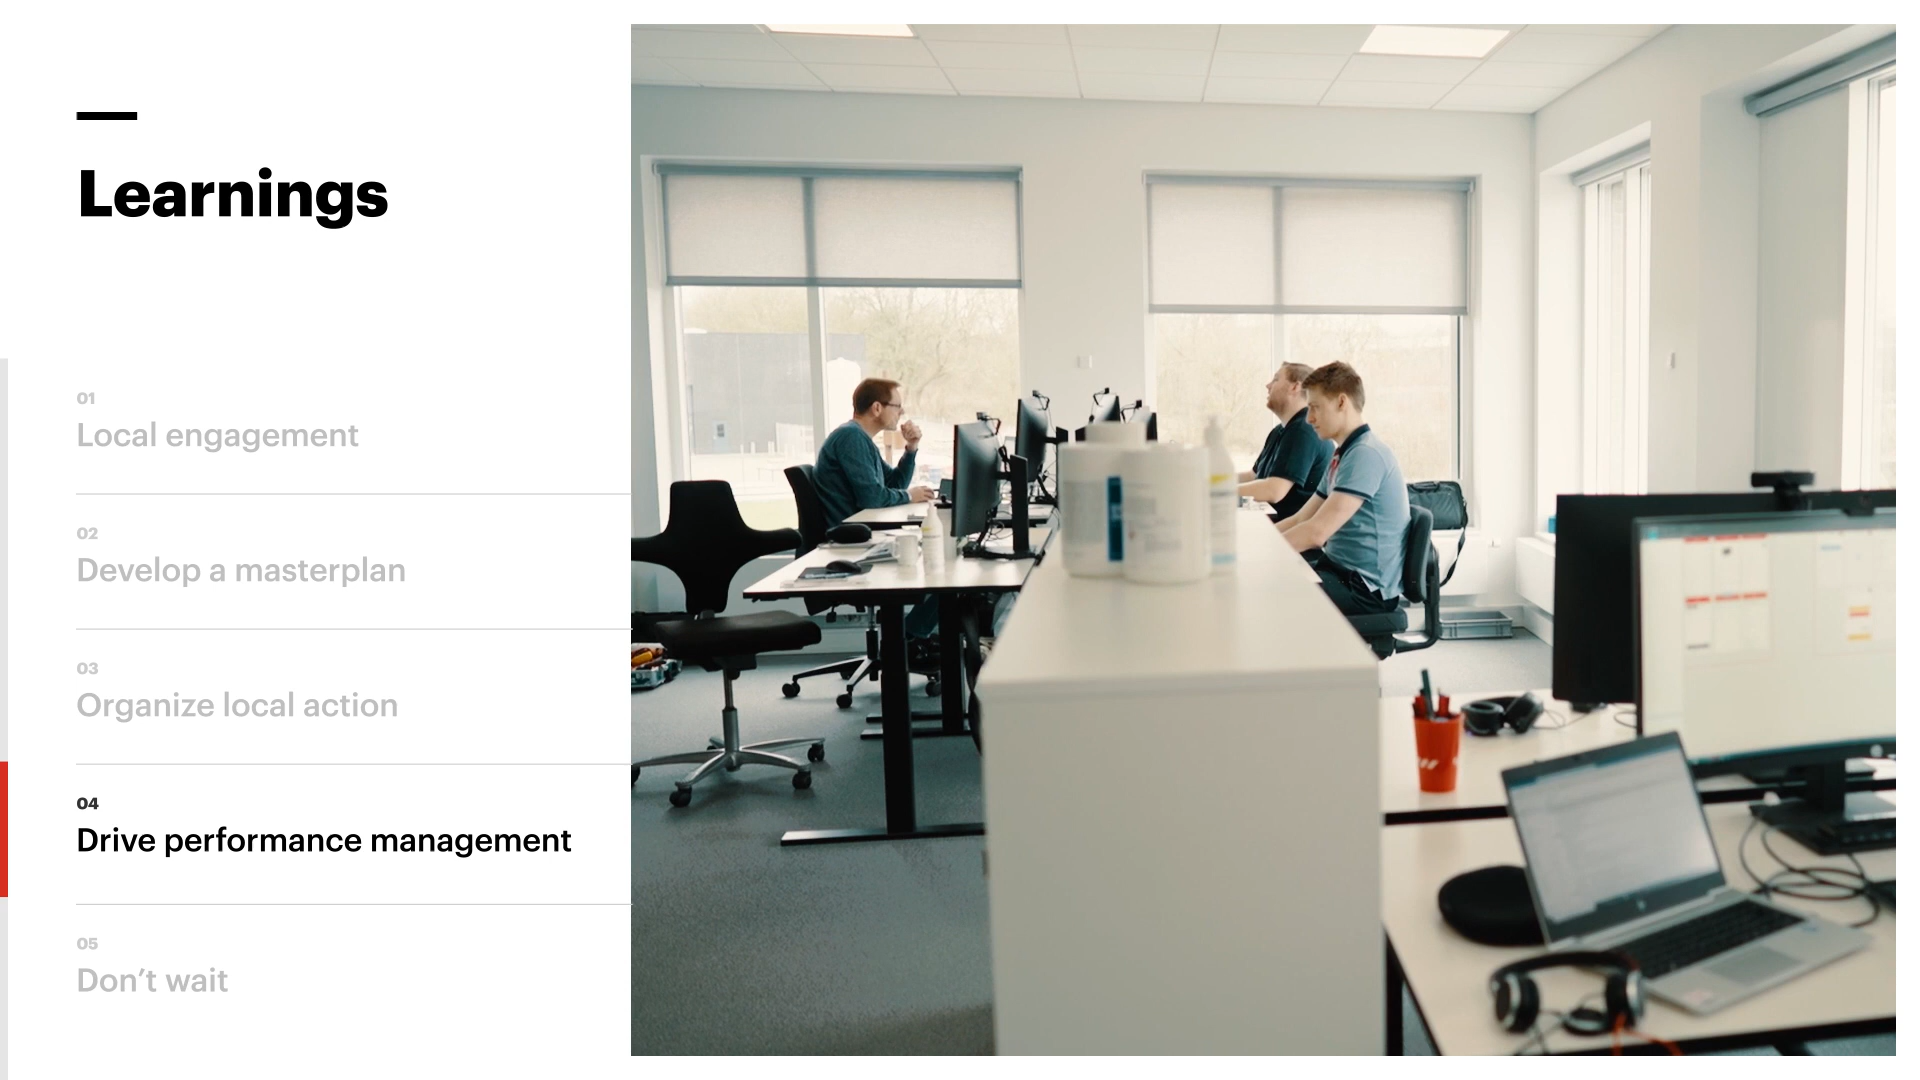 Learnings
01
Local engagement
02
Develop a masterplan
03
Organize local action
04
Drive performance management
05
Don’t wait